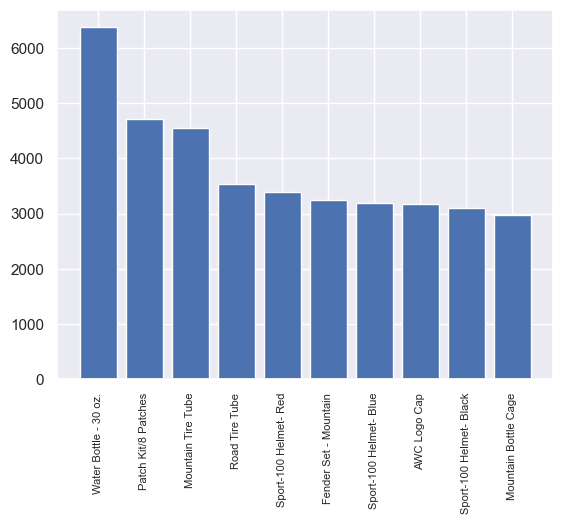 6000
5000
4000
3000
2000
1000
0
Water Bottle - 30 oz.
Patch Kit/8 Patches
Mountain Tire Tube
Road Tire Tube
Sport-100 Helmet- Red
Fender Set - Mountain
Sport-100 Helmet- Blue
AWC Logo Cap
Sport-100 Helmet- Black
Mountain Bottle Cage